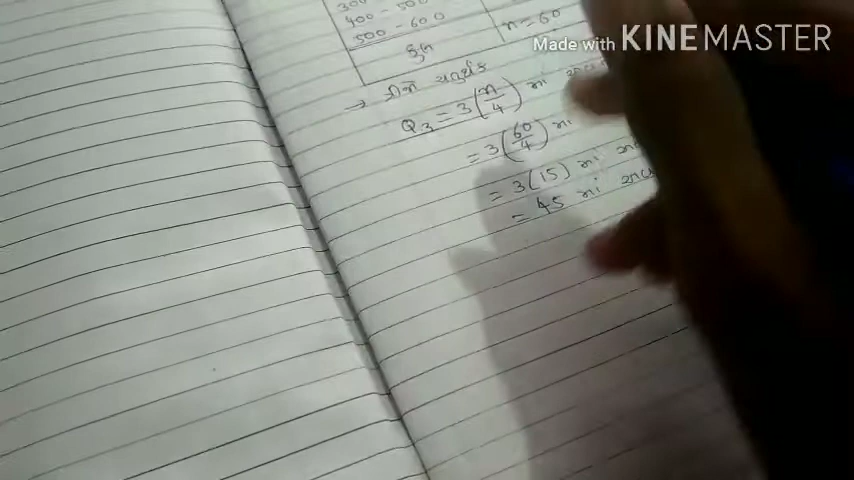 300
400 - 500
500 - 600
કુલ n = 60
Made with KINEMASTER
→ ત્રીજો ચતુર્થક
Q3 = 3(n/4) માં
= 3(60/4) માં
= 3(15) માં
= 45 માં